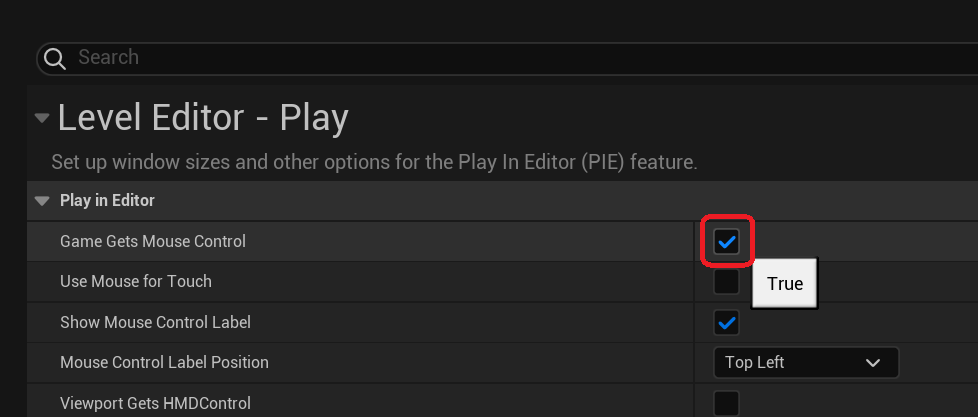 Search
Level Editor - Play
Set up window sizes and other options for the Play In Editor (PIE) feature.
Play in Editor
Game Gets Mouse Control
Use Mouse for Touch
True
Show Mouse Control Label
Mouse Control Label Position
Top Left
Viewport Gets HMDControl